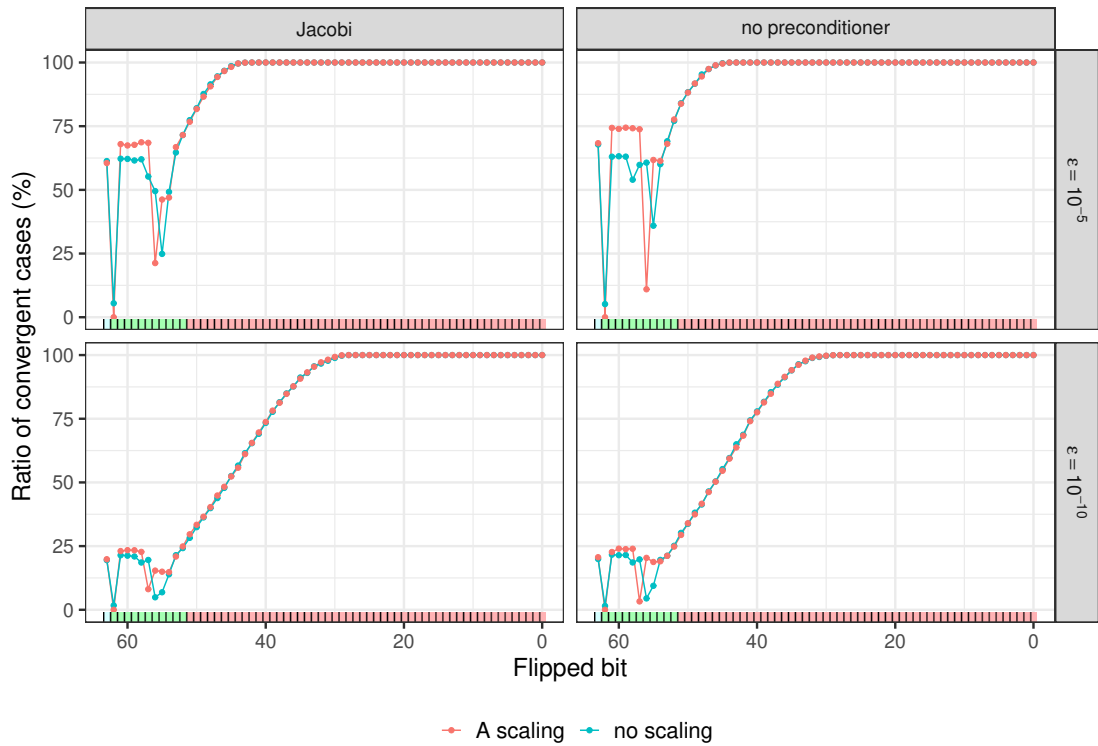 Jacobi
no preconditioner
100
75
50
25
0
ε = 10⁻⁵
Ratio of convergent cases (%)
100
75
50
25
0
ε = 10⁻¹⁰
60
40
20
0
60
40
20
0
Flipped bit
A scaling
no scaling